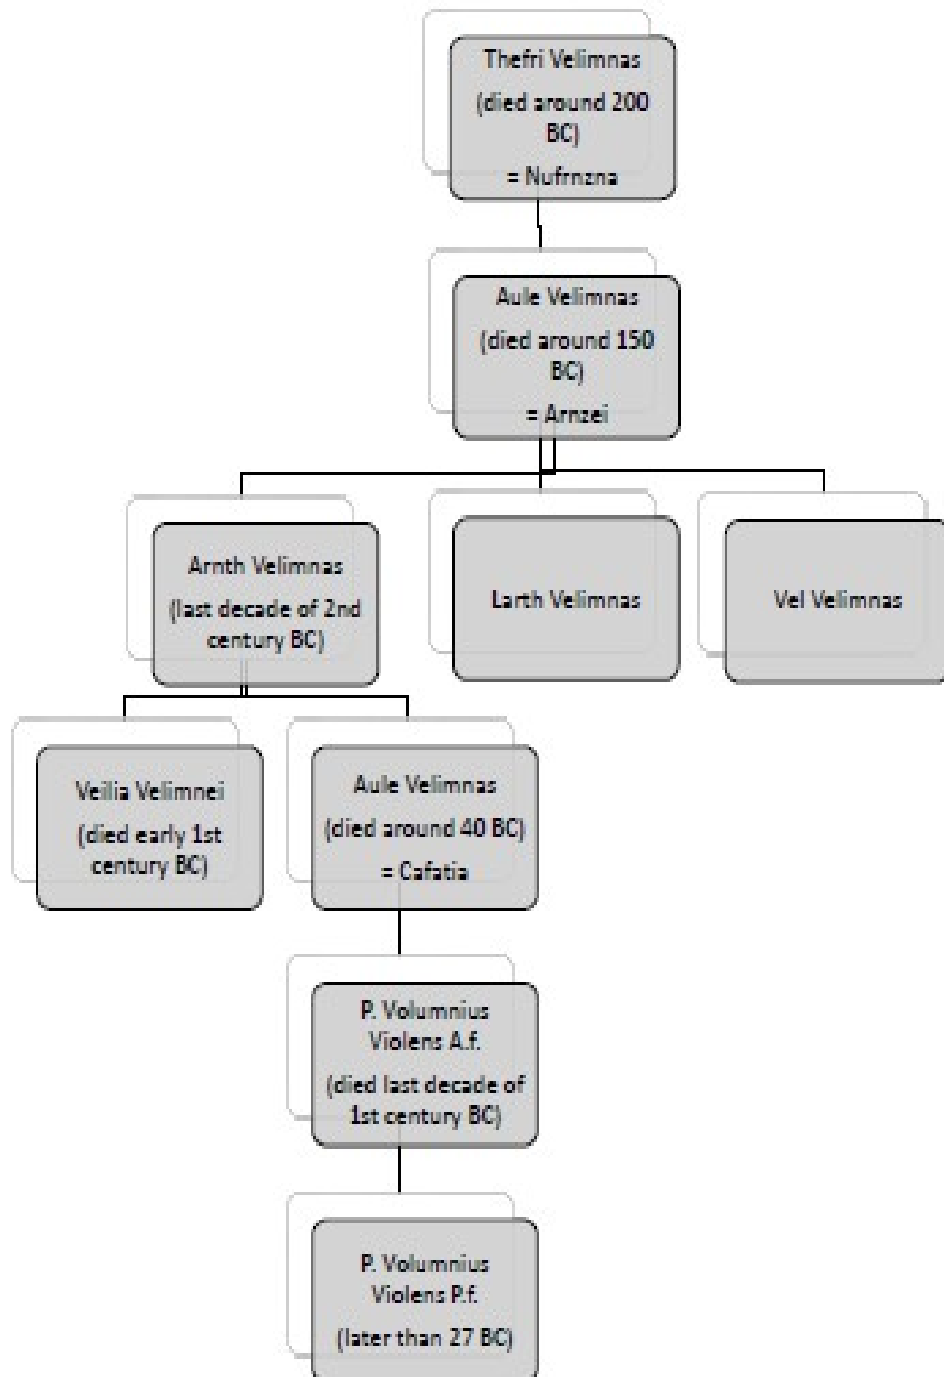 Thefri Velimnas
(died around 200
BC)
= Nufrnzna
Aule Velimnas
(died around 150
BC)
= Arnzei
Arnth Velimnas
(last decade of 2nd
century BC)
Larth Velimnas
Vel Velimnas
Veilia Velimnei
(died early 1st
century BC)
Aule Velimnas
(died around 40 BC)
= Cafatia
P. Volumnius
Violens A.f.
(died last decade of
1st century BC)
P. Volumnius
Violens P.f.
(later than 27 BC)